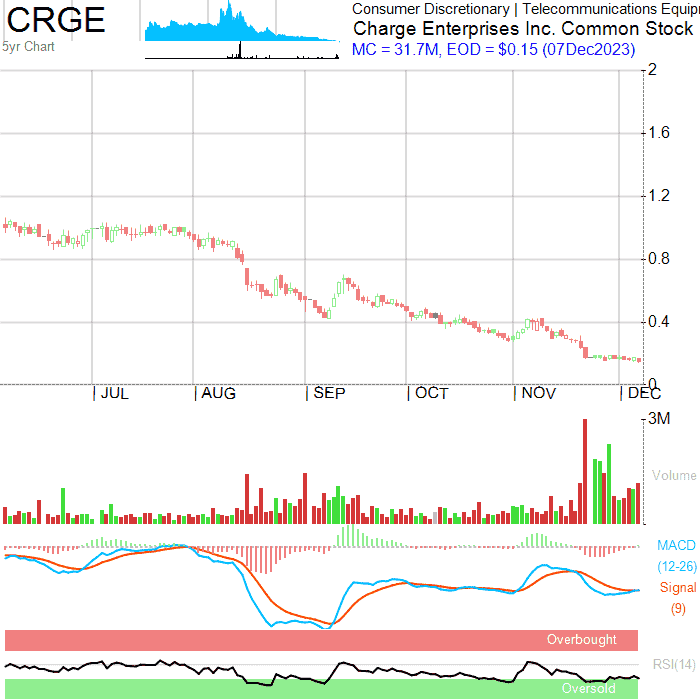 CRGE
5yr Chart
Consumer Discretionary | Telecommunications Equip
Charge Enterprises Inc. Common Stock
MC = 31.7M, EOD = $0.15 (07Dec2023)
2
1.6
1.2
0.8
0.4
0
JUL AUG SEP OCT NOV DEC
3M
Volume
MACD
(12-26)
Signal
(9)
Overbought
RSI(14)
Oversold